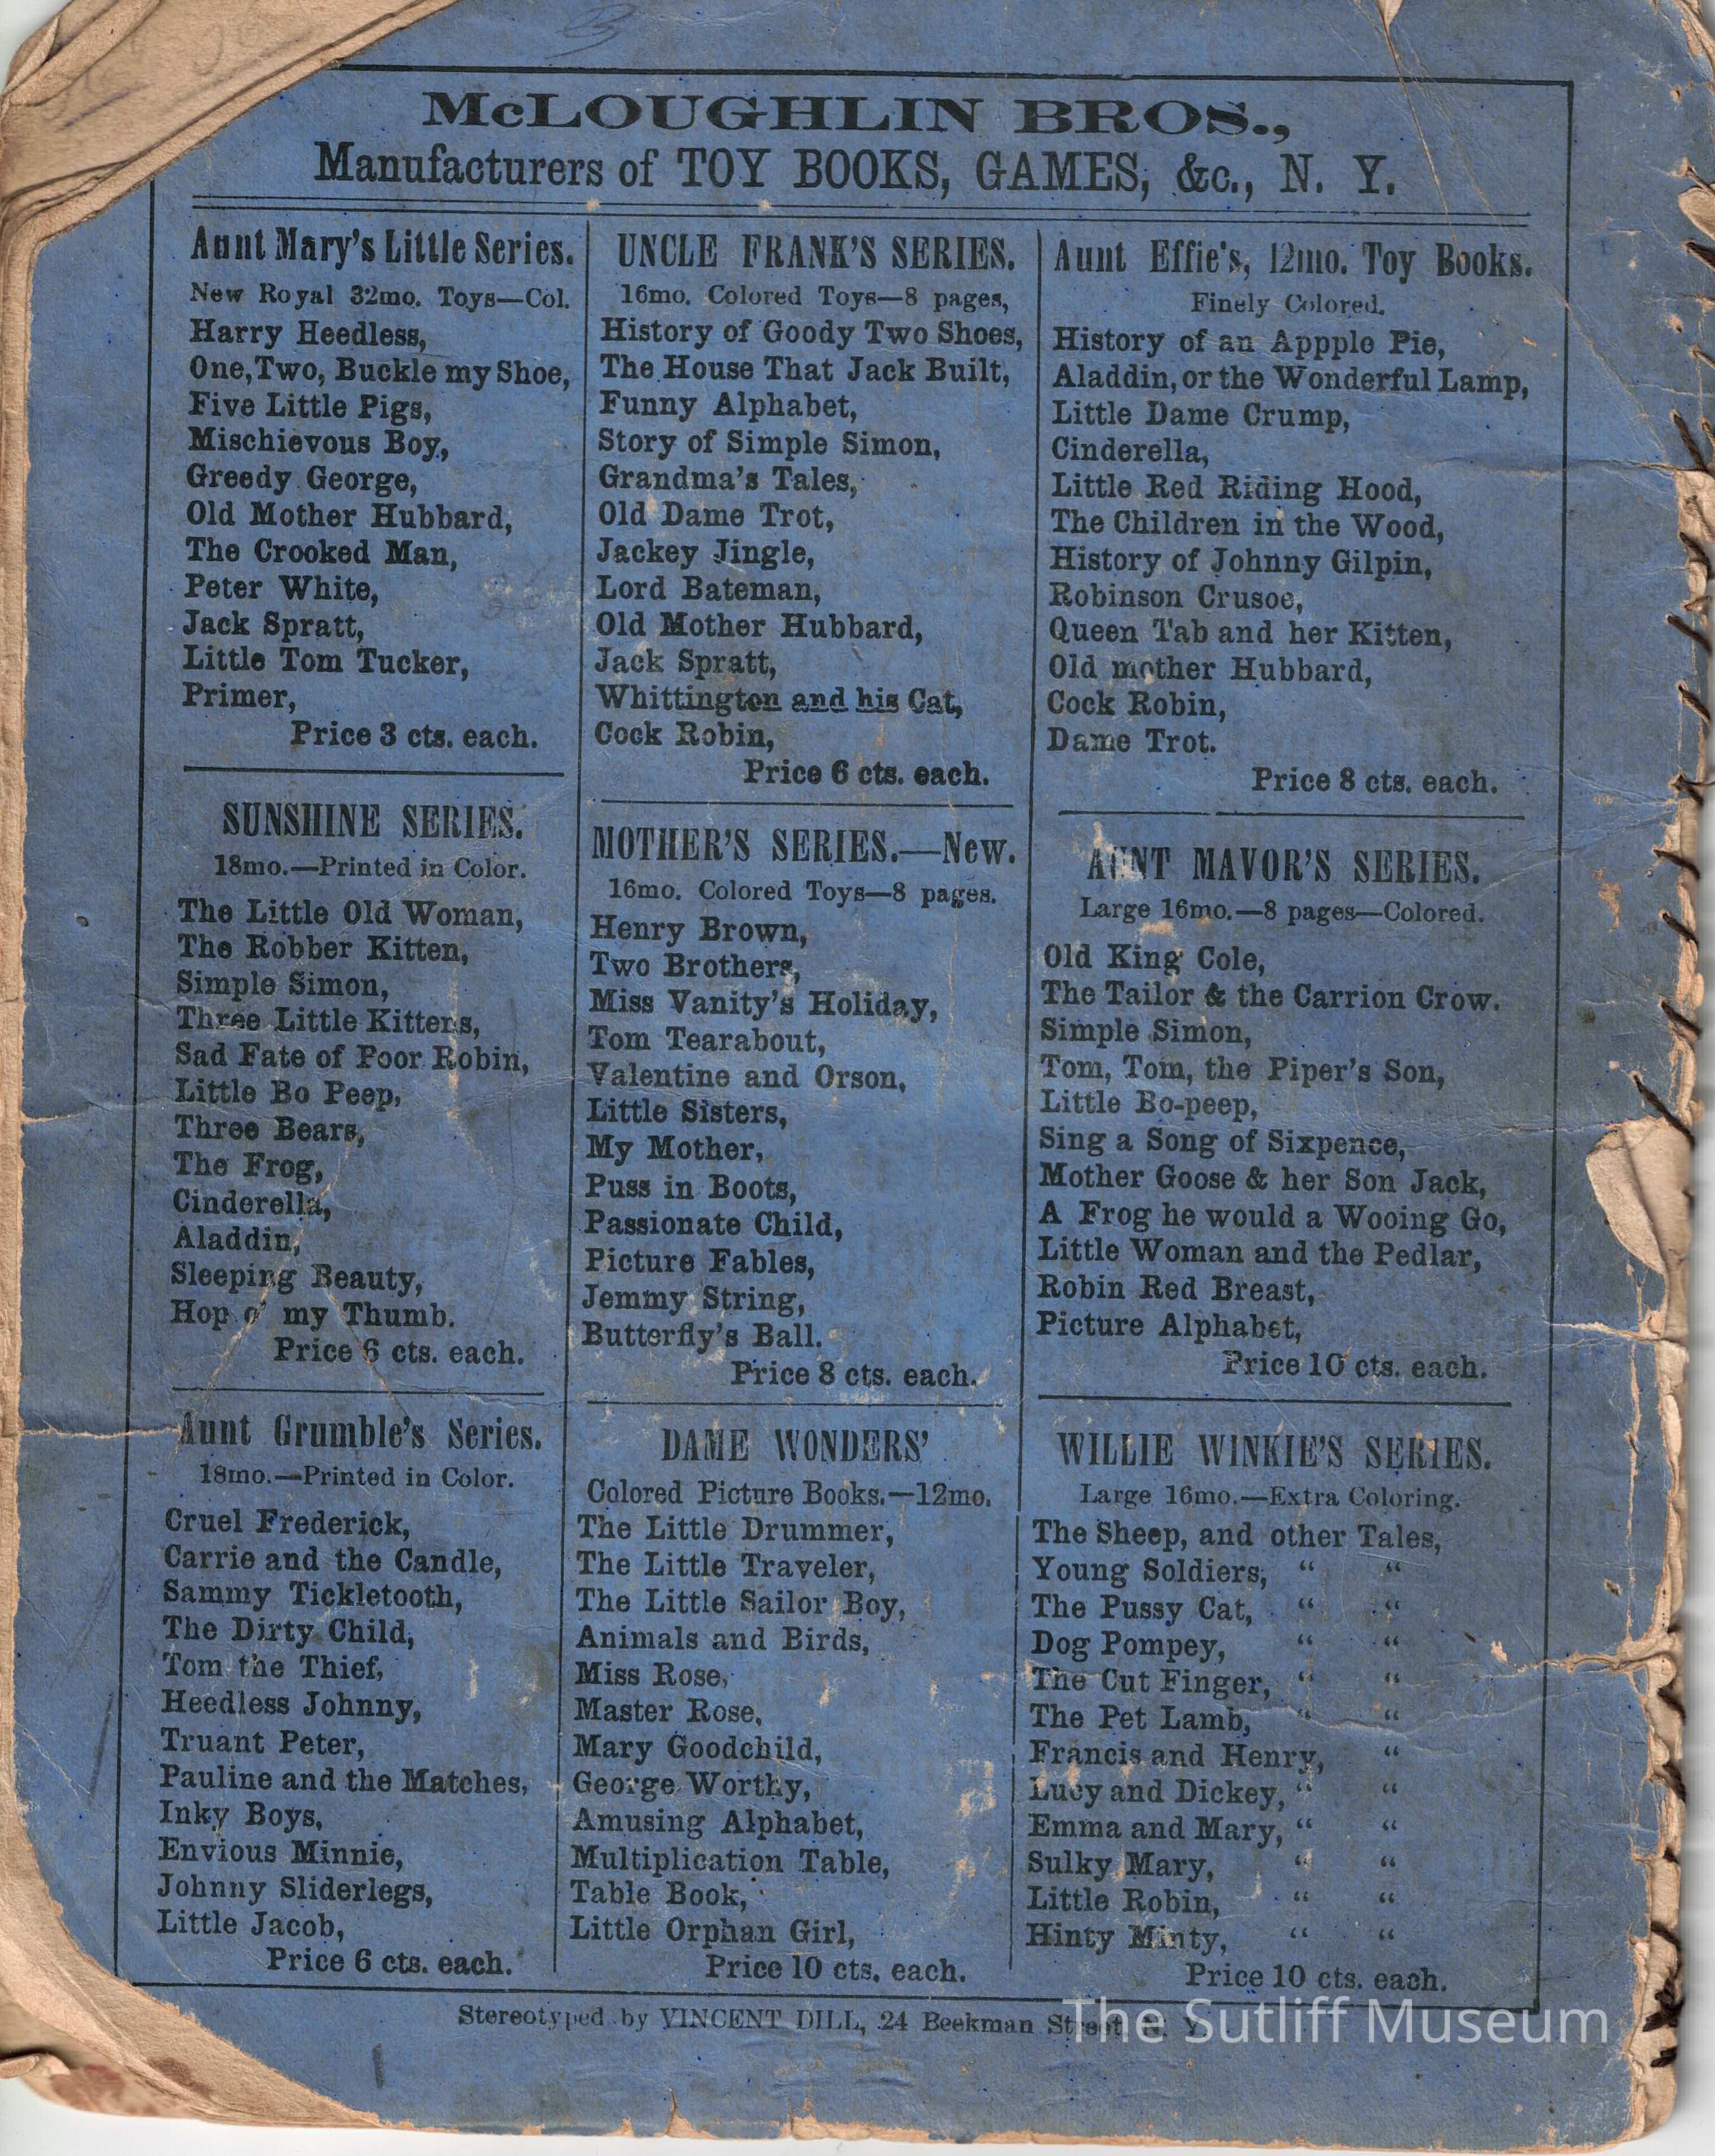 McLOUGHLIN BROS.,
Manufacturers of TOY BOOKS, GAMES, &c., N. Y.
Aunt Mary's Little Series.
New Royal 32mo. Toys—Col.
Harry Heedless,
One, Two, Buckle my Shoe,
Five Little Pigs,
Mischievous Boy,
Greedy George,
Old Mother Hubbard,
The Crooked Man,
Peter White,
Jack Spratt,
Little Tom Tucker,
Primer,
Price 3 cts. each.
SUNSHINE SERIES.
18mo.—Printed in Color.
The Little Old Woman,
The Robber Kitten,
Simple Simon,
Three Little Kittens,
Sad Fate of Poor Robin,
Little Bo Peep,
Three Bears,
The Frog,
Cinderella,
Aladdin,
Sleeping Beauty,
Hop o' my Thumb.
Price 6 cts. each.
Aunt Grumble's Series.
18mo.—Printed in Color.
Cruel Frederick,
Carrie and the Candle,
Sammy Tickletooth,
The Dirty Child,
Tom the Thief,
Heedless Johnny,
Truant Peter,
Pauline and the Matches,
Inky Boys,
Envious Minnie,
Johnny Sliderlegs,
Little Jacob,
Price 6 cts. each.
UNCLE FRANK'S SERIES.
16mo. Colored Toys—8 pages,
History of Goody Two Shoes,
The House That Jack Built,
Funny Alphabet,
Story of Simple Simon,
Grandma's Tales,
Old Dame Trot,
Jackey Jingle,
Lord Bateman,
Old Mother Hubbard,
Jack Spratt,
Whittington and his Cat,
Cock Robin,
Price 6 cts. each.
MOTHER'S SERIES.—New.
16mo. Colored Toys—8 pages.
Henry Brown,
Two Brothers,
Miss Vanity's Holiday,
Tom Tearabout,
Valentine and Orson,
Little Sisters,
My Mother,
Puss in Boots,
Passionate Child,
Picture Fables,
Jemmy String,
Butterfly's Ball.
Price 8 cts. each.
DAME WONDERS'
Colored Picture Books.—12mo.
The Little Drummer,
The Little Traveler,
The Little Sailor Boy,
Animals and Birds,
Miss Rose,
Master Rose,
Mary Goodchild,
George Worthy,
Amusing Alphabet,
Multiplication Table,
Table Book,
Little Orphan Girl,
Price 10 cts. each.
Aunt Effie's, 12mo. Toy Books.
Finely Colored.
History of an Appple Pie,
Aladdin, or the Wonderful Lamp,
Little Dame Crump,
Cinderella,
Little Red Riding Hood,
The Children in the Wood,
History of Johnny Gilpin,
Robinson Crusoe,
Queen Tab and her Kitten,
Old mother Hubbard,
Cock Robin,
Dame Trot.
Price 8 cts. each.
AUNT MAVOR'S SERIES.
Large 16mo.—8 pages—Colored.
Old King Cole,
The Tailor & the Carrion Crow.
Simple Simon,
Tom, Tom, the Piper's Son,
Little Bo-peep,
Sing a Song of Sixpence,
Mother Goose & her Son Jack,
A Frog he would a Wooing Go,
Little Woman and the Pedlar,
Robin Red Breast,
Picture Alphabet,
Price 10 cts. each.
WILLIE WINKIE'S SERIES.
Large 16mo.—Extra Coloring.
The Sheep, and other Tales,
Young Soldiers, “ “
The Pussy Cat, “ “
Dog Pompey, “ “
The Cut Finger, “ “
The Pet Lamb, “ “
Francis and Henry, “
Lucy and Dickey, “ “
Emma and Mary, “ “
Sulky Mary, “ “
Little Robin, “ “
Hinty Minty, “ “
Price 10 cts. each.
Stereotyped by VINCENT DILL, 24 Beekman Street, N. Y.
The Sutliff Museum